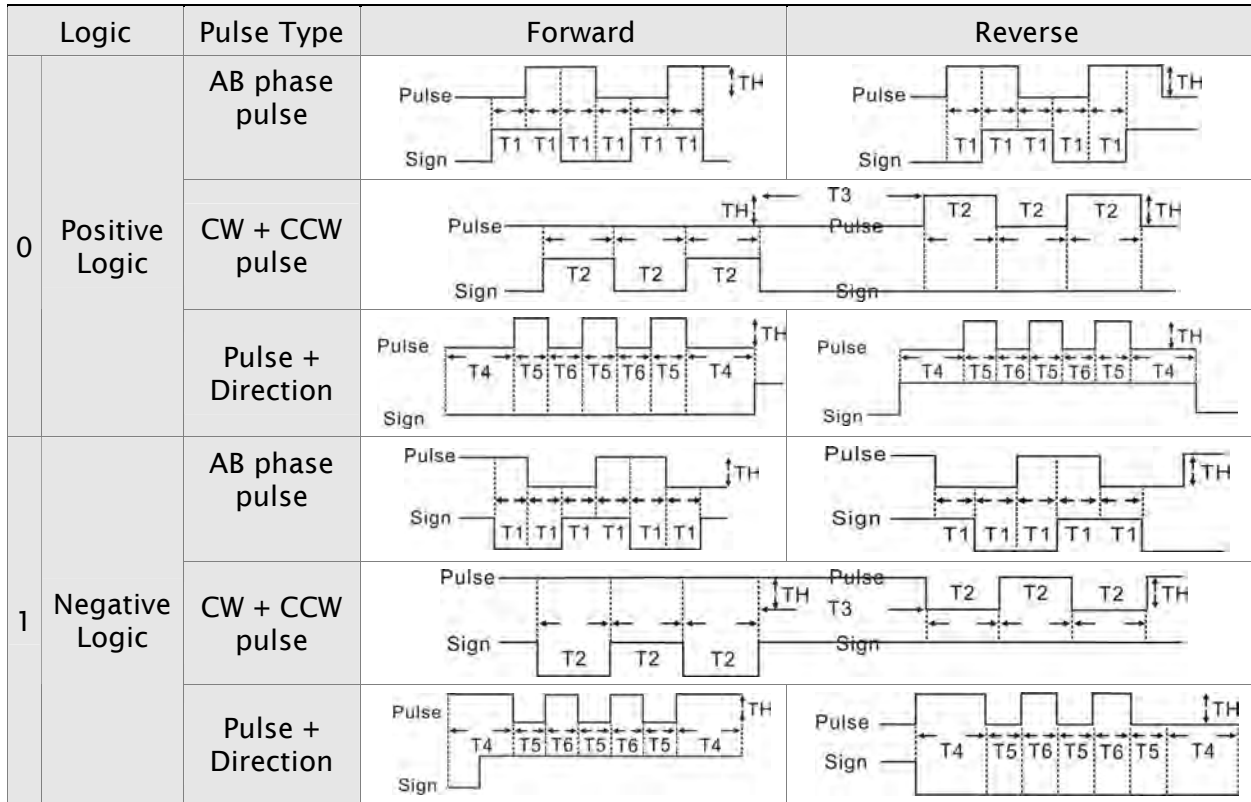 Logic Pulse Type Forward Reverse
0
Positive
Logic
AB phase
pulse
Pulse
TH
T1 T1 T1 T1 T1 T1
Sign
Pulse
TH
T1 T1 T1 T1 T1
Sign
CW + CCW
pulse
TH
Pulse
T2 T2 T2
Sign
T3
Pulse
T2 T2 T2 TH
Sign
Pulse +
Direction
Pulse
TH
T4 T5 T6 T5 T6 T5 T4
Sign
Pulse
TH
T4 T5 T6 T5 T6 T5 T4
Sign
1
Negative
Logic
AB phase
pulse
Pulse
TH
Sign
T1 T1 T1 T1 T1 T1
Pulse
TH
Sign
T1 T1 T1 T1 T1
CW + CCW
pulse
Pulse
TH
Sign
T2 T2 T2
T3
Pulse
T2 T2 T2 TH
Sign
Pulse +
Direction
Pulse
TH
T4 T5 T6 T5 T6 T5 T4
Sign
Pulse
TH
T4 T5 T6 T5 T6 T5 T4
Sign